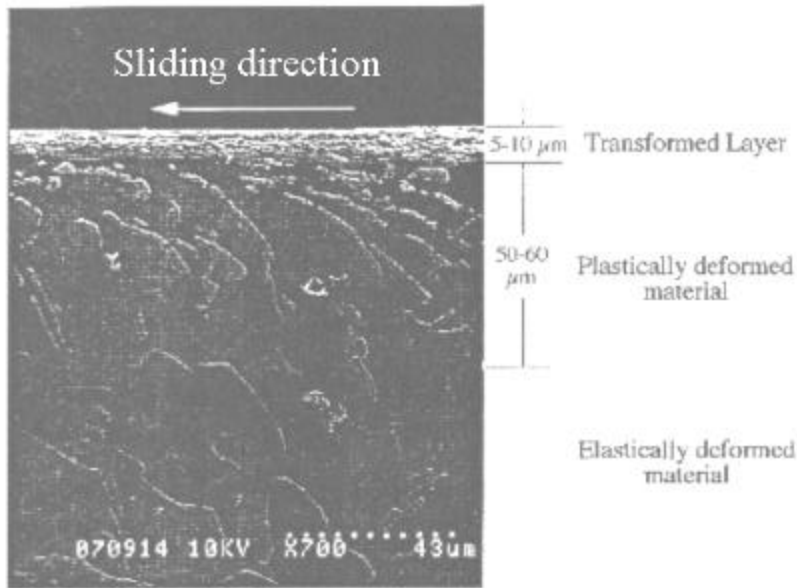 Sliding direction
5-10 μm
Transformed Layer
50-60
μm
Plastically deformed
material
Elastically deformed
material
070914 10KV X700 43um